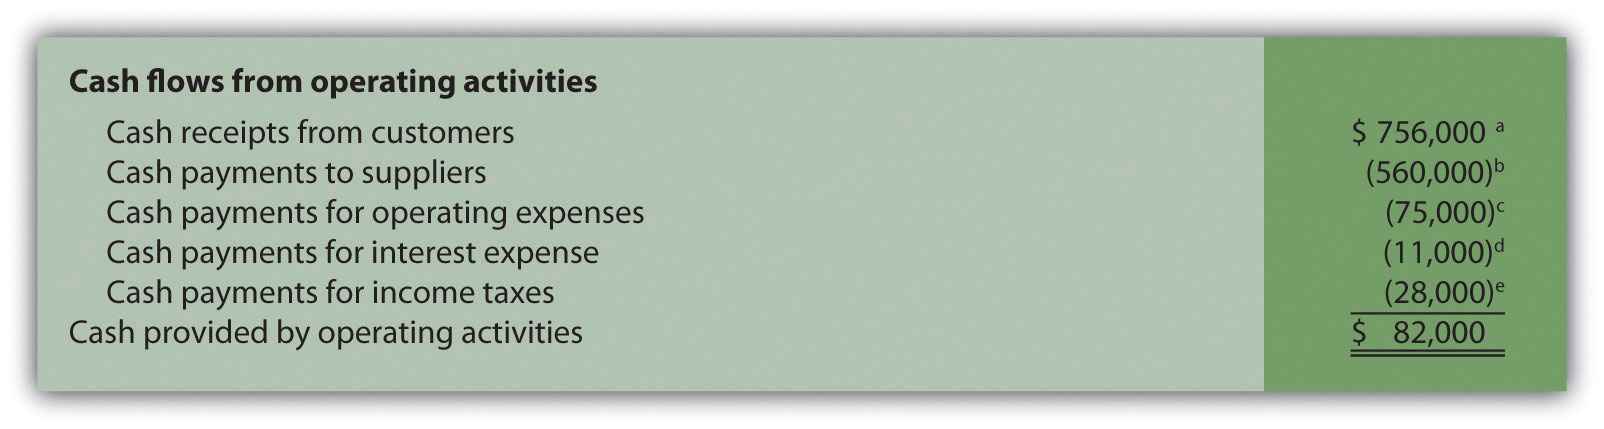 Cash flows from operating activities
Cash receipts from customers $ 756,000 a
Cash payments to suppliers (560,000)b
Cash payments for operating expenses (75,000)c
Cash payments for interest expense (11,000)d
Cash payments for income taxes (28,000)e
Cash provided by operating activities $ 82,000